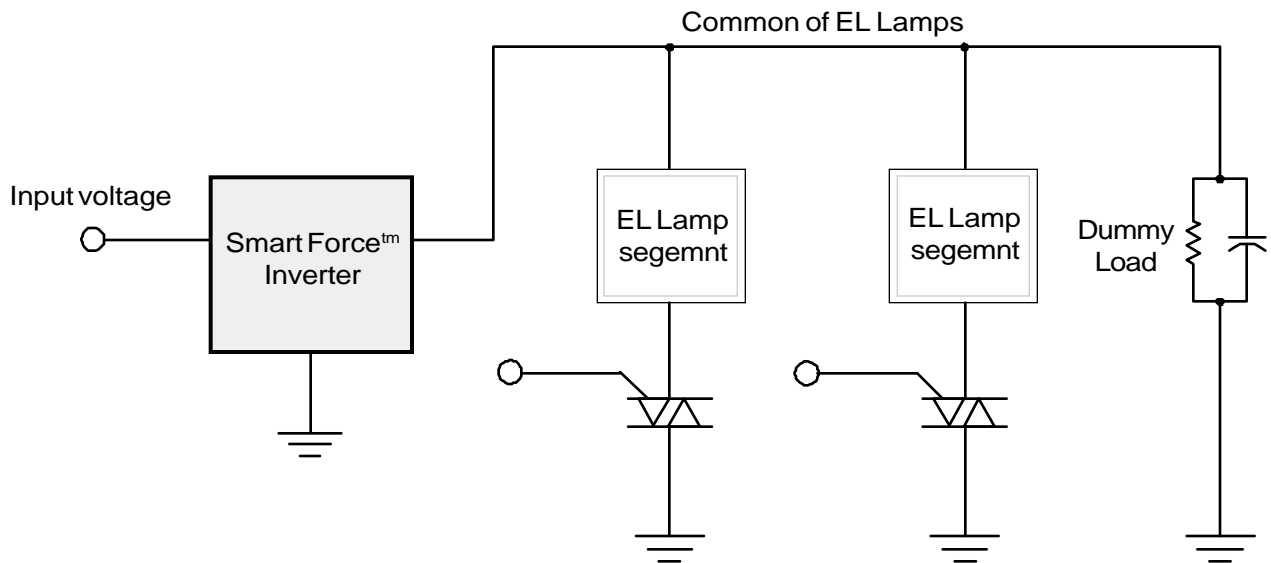 Common of EL Lamps
Input voltage
Smart Force™
Inverter
EL Lamp
segemnt
EL Lamp
segemnt
Dummy
Load